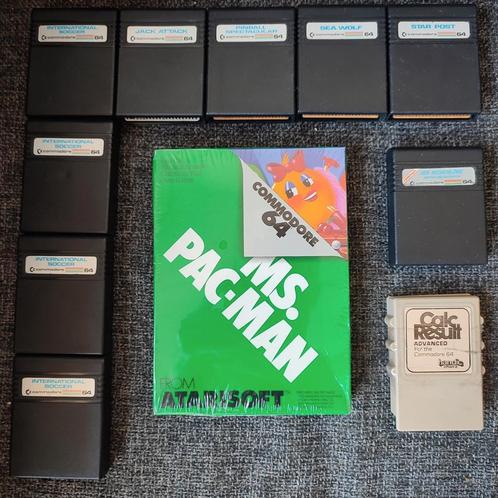 INTERNATIONAL
SOCCER
commodore 64
JACK ATTACK
commodore 64
PINBALL
SPECTACULAR
commodore 64
SEA WOLF
commodore 64
STAR POST
commodore 64
INTERNATIONAL
SOCCER
commodore 64
COMMODORE
64
MS.
PAC-MAN
FROM
ATARISOFT
commodore 64
INTERNATIONAL
SOCCER
commodore 64
Calc
Result
ADVANCED
For the
Commodore 64
INTERNATIONAL
SOCCER
commodore 64